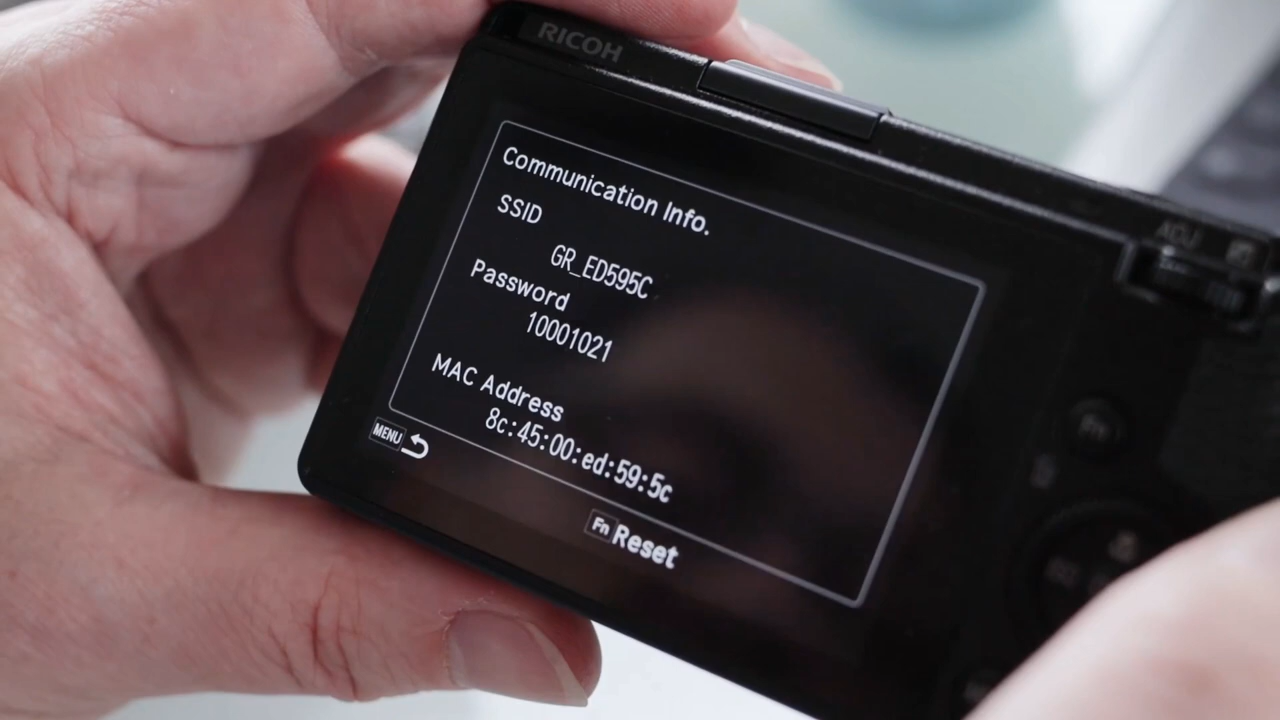 RICOH
ADJ
Communication Info.
SSID
GR_ED595C
Password
10001021
MAC Address
8c:45:00:ed:59:5c
MENU
Fn Reset
Fn